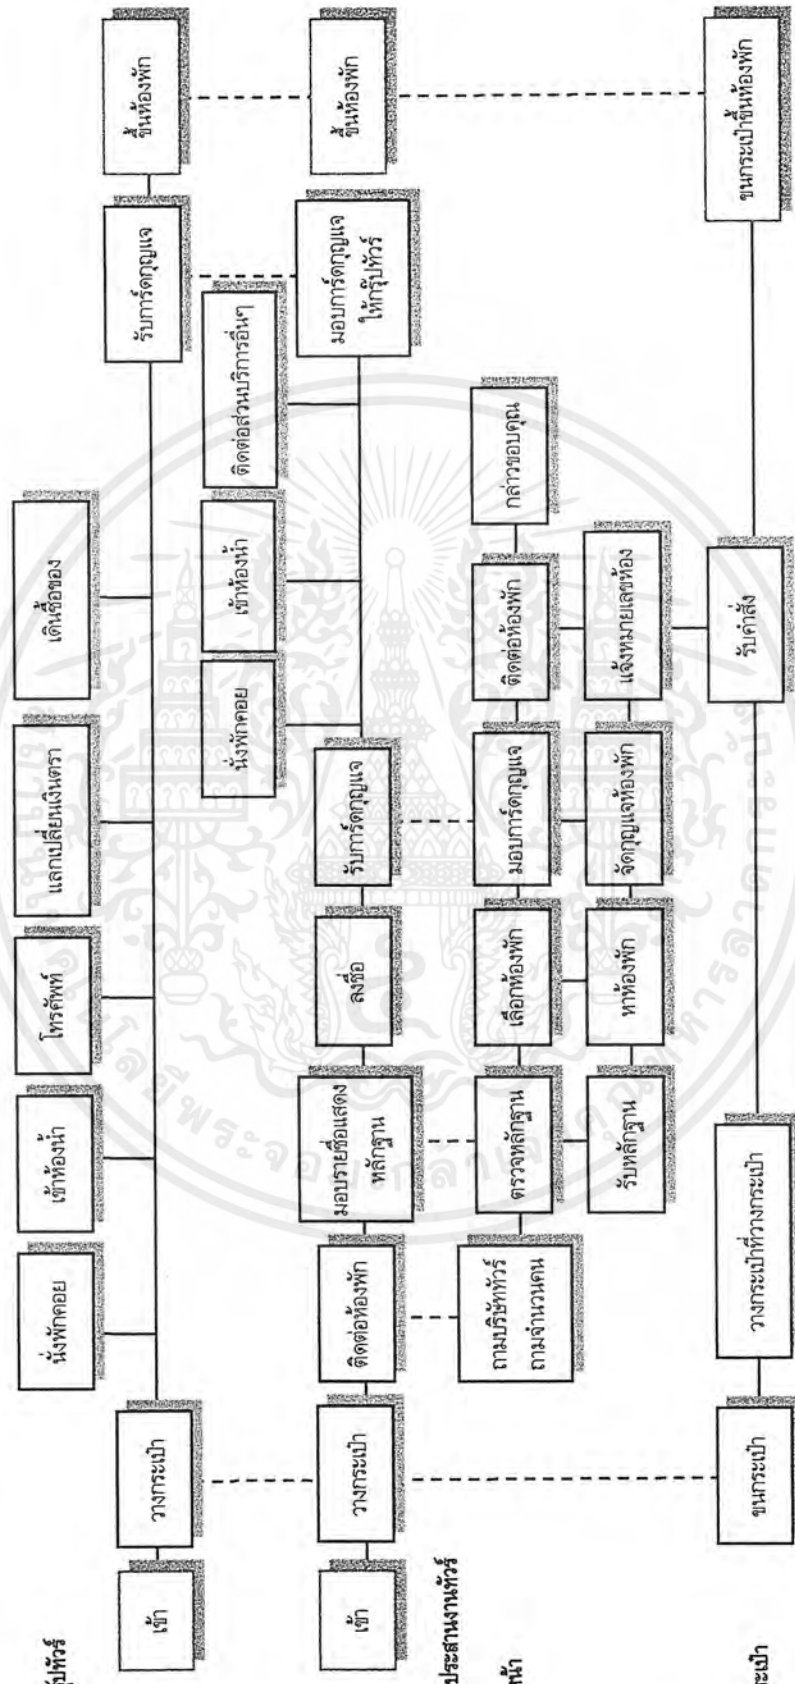 นั่งพักคอย
เข้าห้องน้ำ
โทรศัพท์
แลกเปลี่ยนเงินตรา
เดินซื้อของ
เข้า
วางกระเป๋า
รับการ์ดกุญแจ
ขึ้นห้องพัก
นั่งพักคอย
เข้าห้องน้ำ
ติดต่อส่วนบริการอื่นๆ
เข้า
วางกระเป๋า
ติดต่อห้องพัก
มอบรายชื่อแสดง
หลักฐาน
ลงชื่อ
รับการ์ดกุญแจ
มอบการ์ดกุญแจ
ให้กรุ๊ปทัวร์
ขึ้นห้องพัก
ประสานงานทัวร์
ถามบริษัททัวร์
ถามจำนวนคน
ตรวจหลักฐาน
เลือกห้องพัก
มอบการ์ดกุญแจ
ติดต่อห้องพัก
กล่าวขอบคุณ
รับหลักฐาน
หาห้องพัก
จัดกุญแจห้องพัก
แจ้งหมายเลขห้อง
ขนกระเป๋า
วางกระเป๋าที่วางกระเป๋า
รับคำสั่ง
ขนกระเป๋าขึ้นห้องพัก